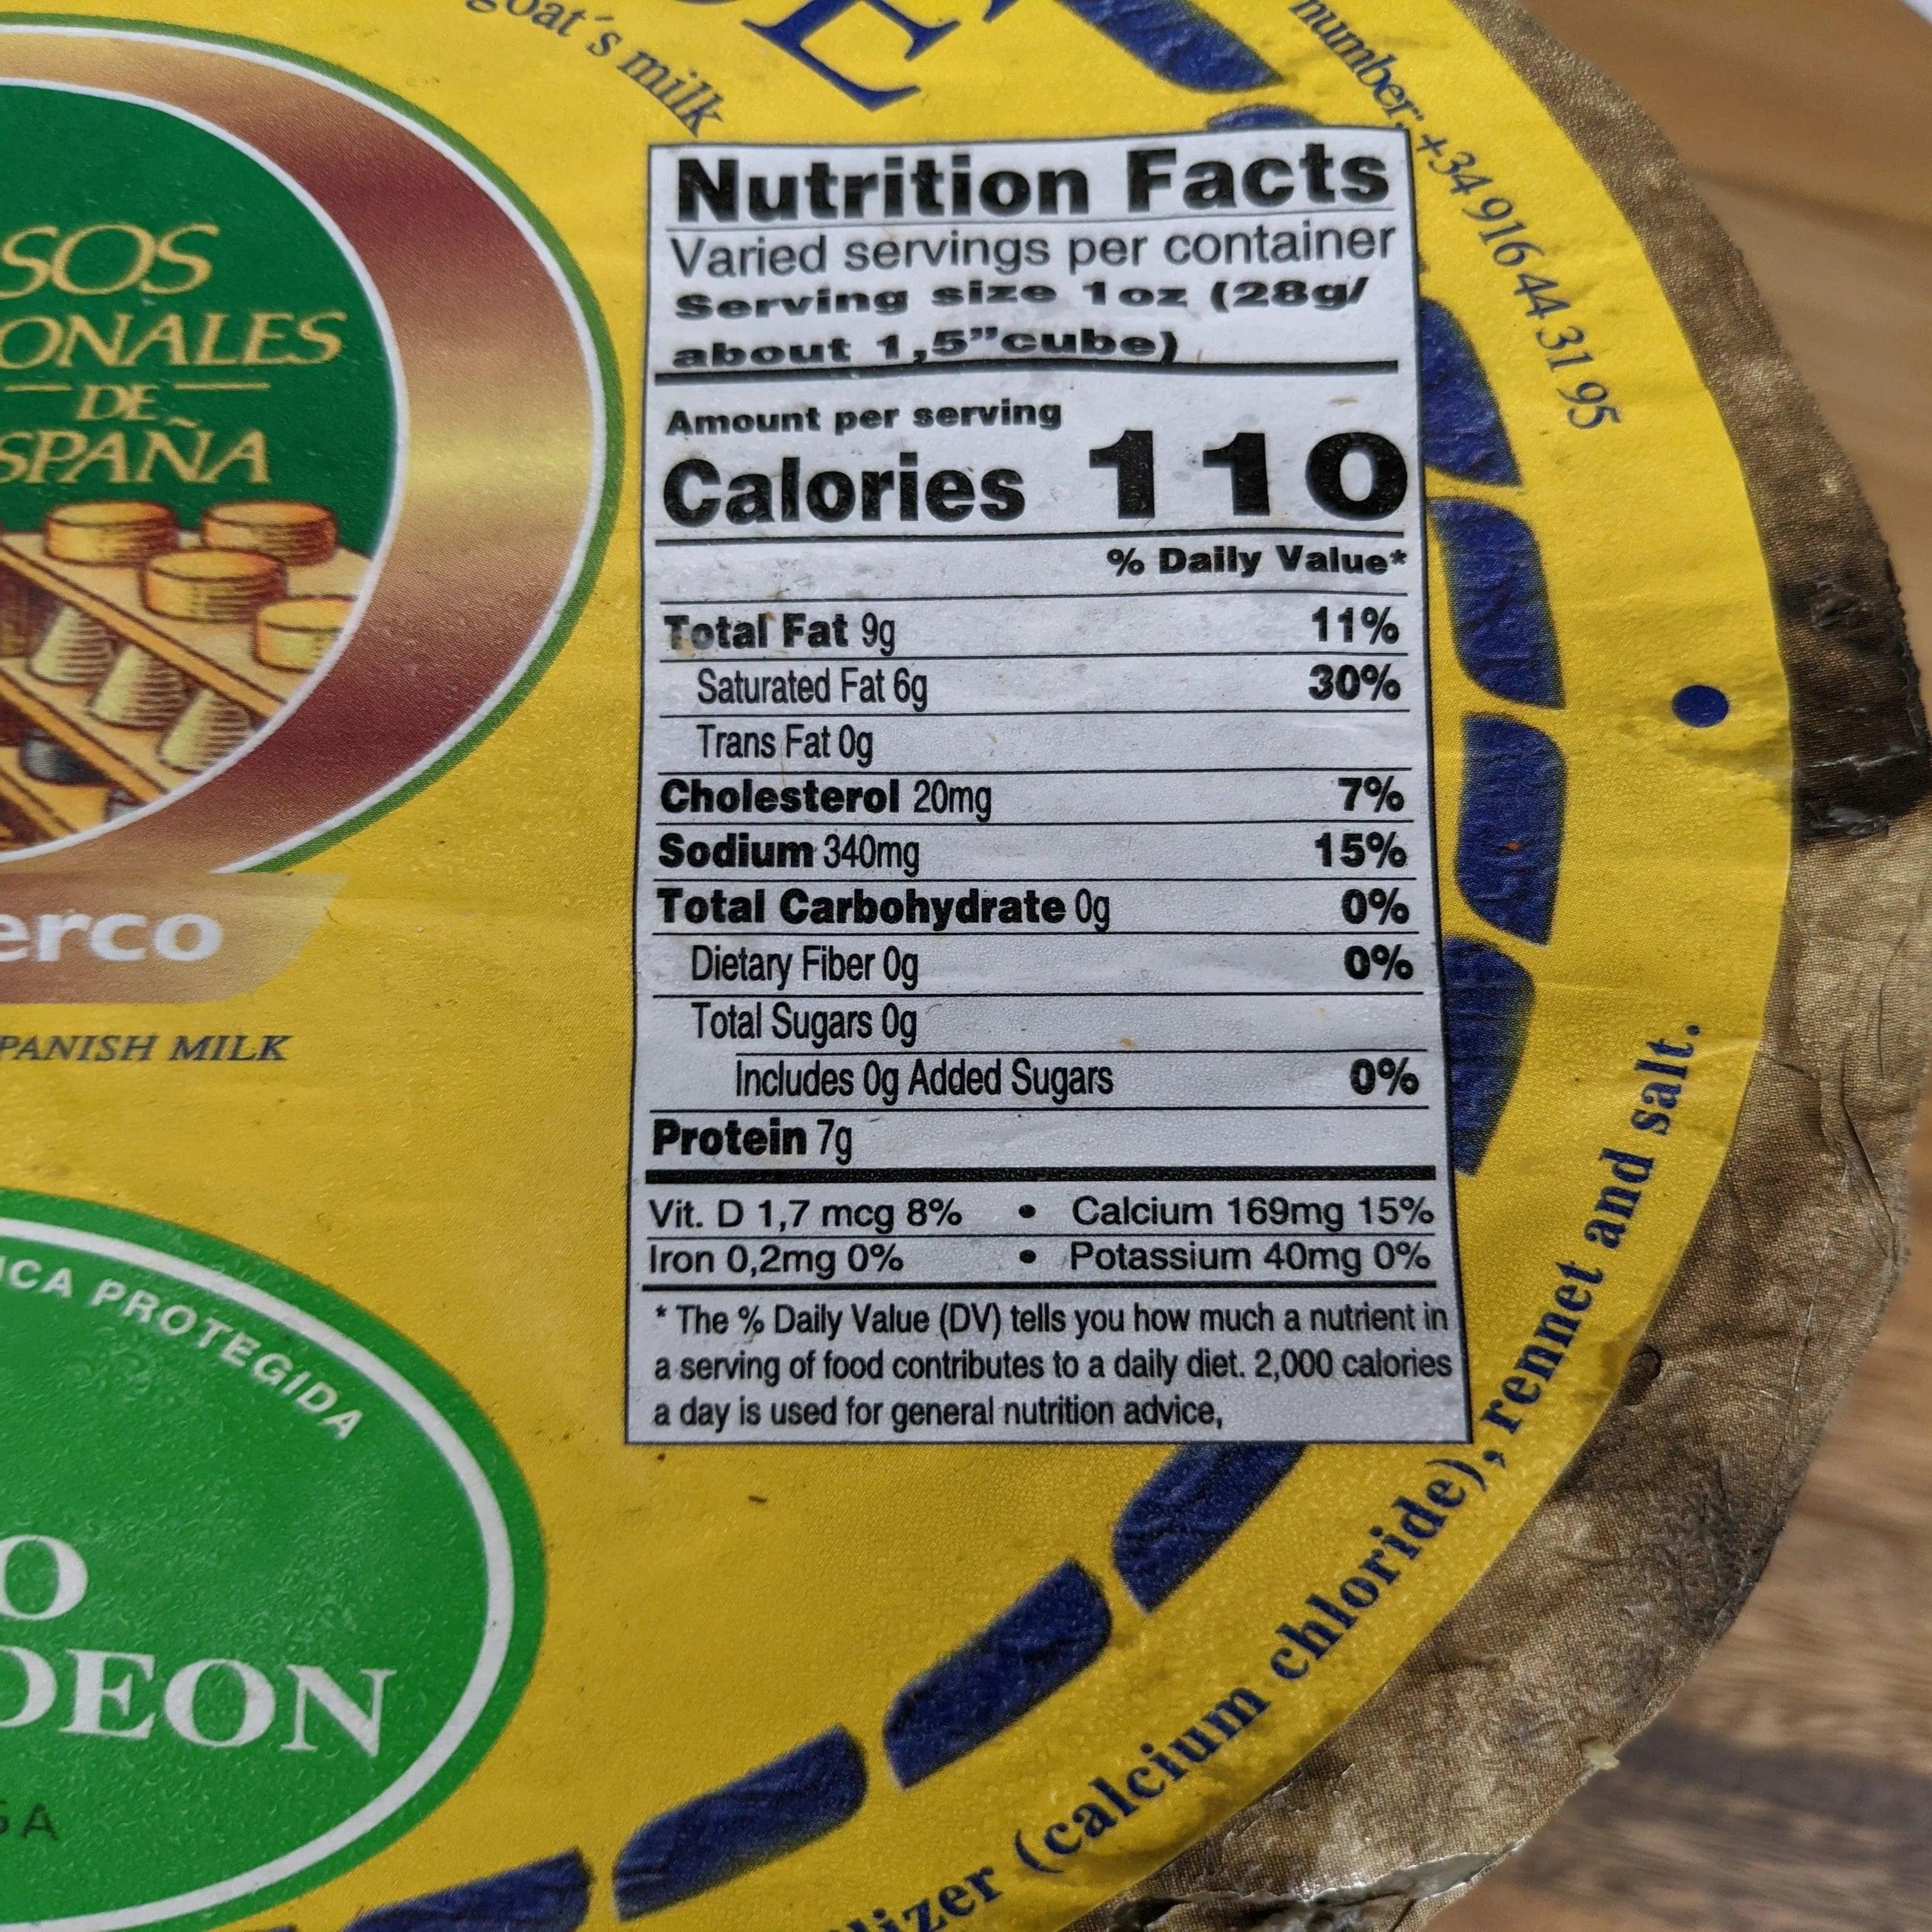 milk
E
number: +34 916 44 31 95
SOS
ONALES
DE
SPAÑA
erco
PANISH MILK
Nutrition Facts
Varied servings per container
Serving size 1oz (28g/
about 1,5”cube)
Amount per serving
Calories 110
% Daily Value*
Total Fat 9g 11%
Saturated Fat 6g 30%
Trans Fat 0g
Cholesterol 20mg 7%
Sodium 340mg 15%
Total Carbohydrate 0g 0%
Dietary Fiber 0g 0%
Total Sugars 0g
Includes 0g Added Sugars 0%
Protein 7g
Vit. D 1,7 mcg 8% • Calcium 169mg 15%
Iron 0,2mg 0% • Potassium 40mg 0%
* The % Daily Value (DV) tells you how much a nutrient in
a serving of food contributes to a daily diet. 2,000 calories
a day is used for general nutrition advice,
ICA PROTEGIDA
O
DEON
GA
lizer (calcium chloride), rennet and salt.